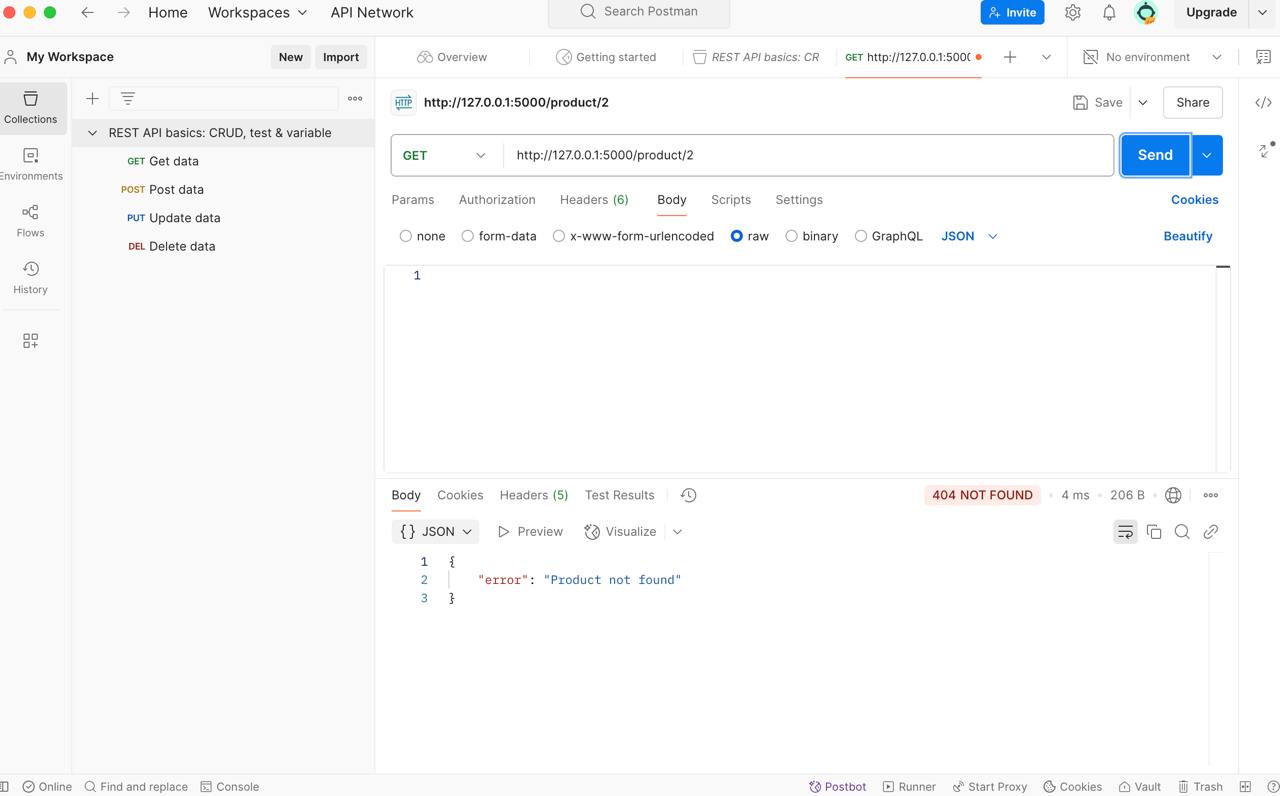 Home Workspaces API Network Search Postman Invite Upgrade
My Workspace New Import Overview Getting started REST API basics: CR GET http://127.0.0.1:5000 No environment
Collections
REST API basics: CRUD, test & variable
GET Get data
POST Post data
PUT Update data
DEL Delete data
Environments
Flows
History
HTTP http://127.0.0.1:5000/product/2 Save Share
GET http://127.0.0.1:5000/product/2 Send
Params Authorization Headers (6) Body Scripts Settings Cookies
none form-data x-www-form-urlencoded raw binary GraphQL JSON Beautify
1
Body Cookies Headers (5) Test Results 404 NOT FOUND • 4 ms • 206 B •
{} JSON Preview Visualize
1 {
2 "error": "Product not found"
3 }
Online Find and replace Console Postbot Runner Start Proxy Cookies Vault Trash